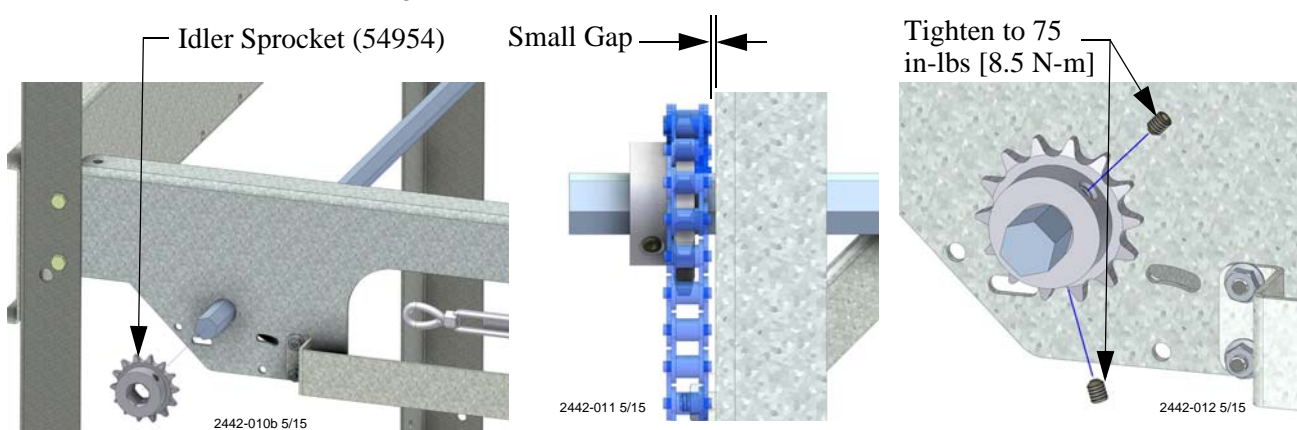 Idler Sprocket (54954)
Small Gap
Tighten to 75
in-lbs [8.5 N-m]
2442-010b 5/15
2442-011 5/15
2442-012 5/15